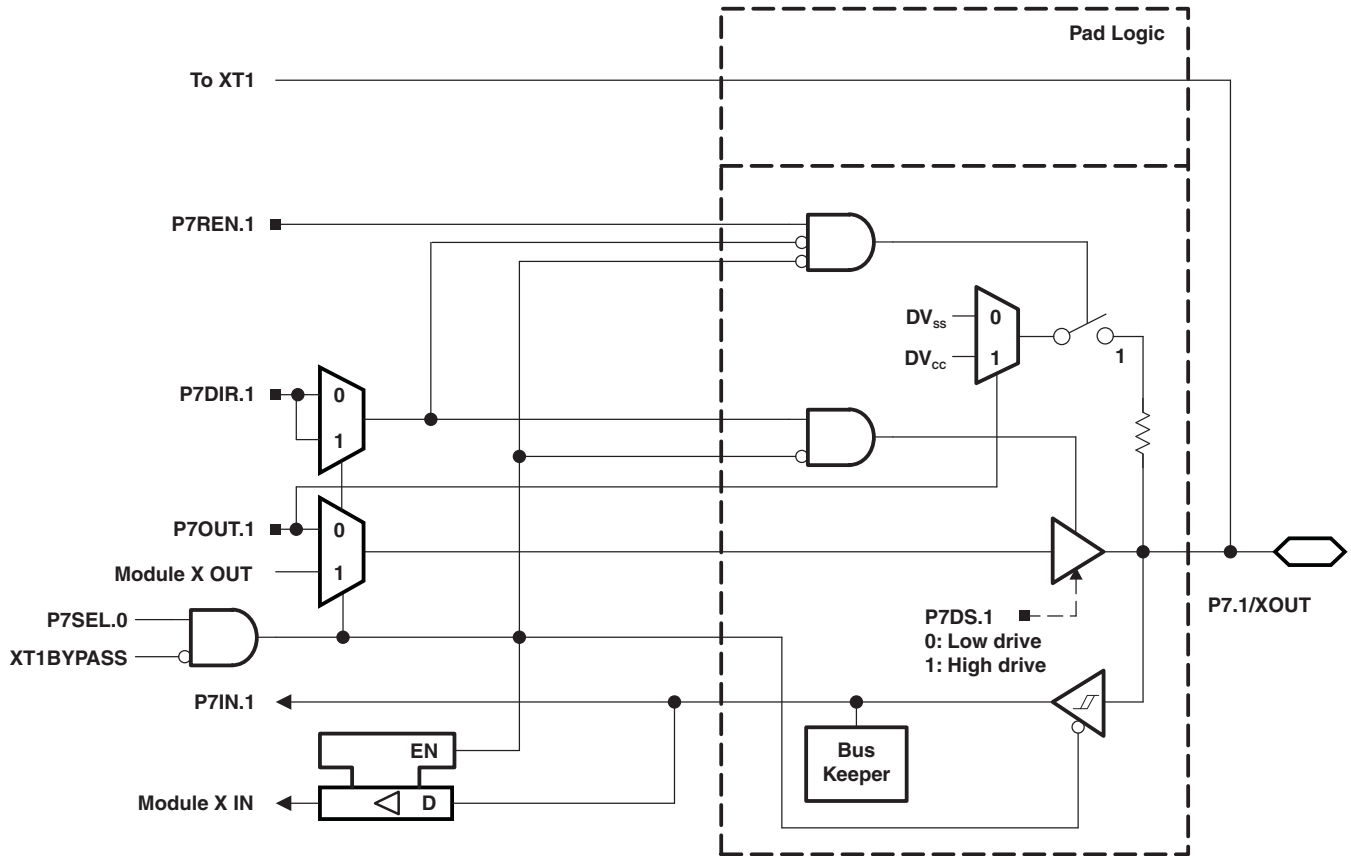 Pad Logic
To XT1
P7REN.1
DVSS
0
DVCC
1
1
P7DIR.1
0
1
P7OUT.1
0
Module X OUT
1
P7SEL.0
XT1BYPASS
P7DS.1
0: Low drive
1: High drive
P7.1/XOUT
P7IN.1
EN
Bus
Keeper
Module X IN
D